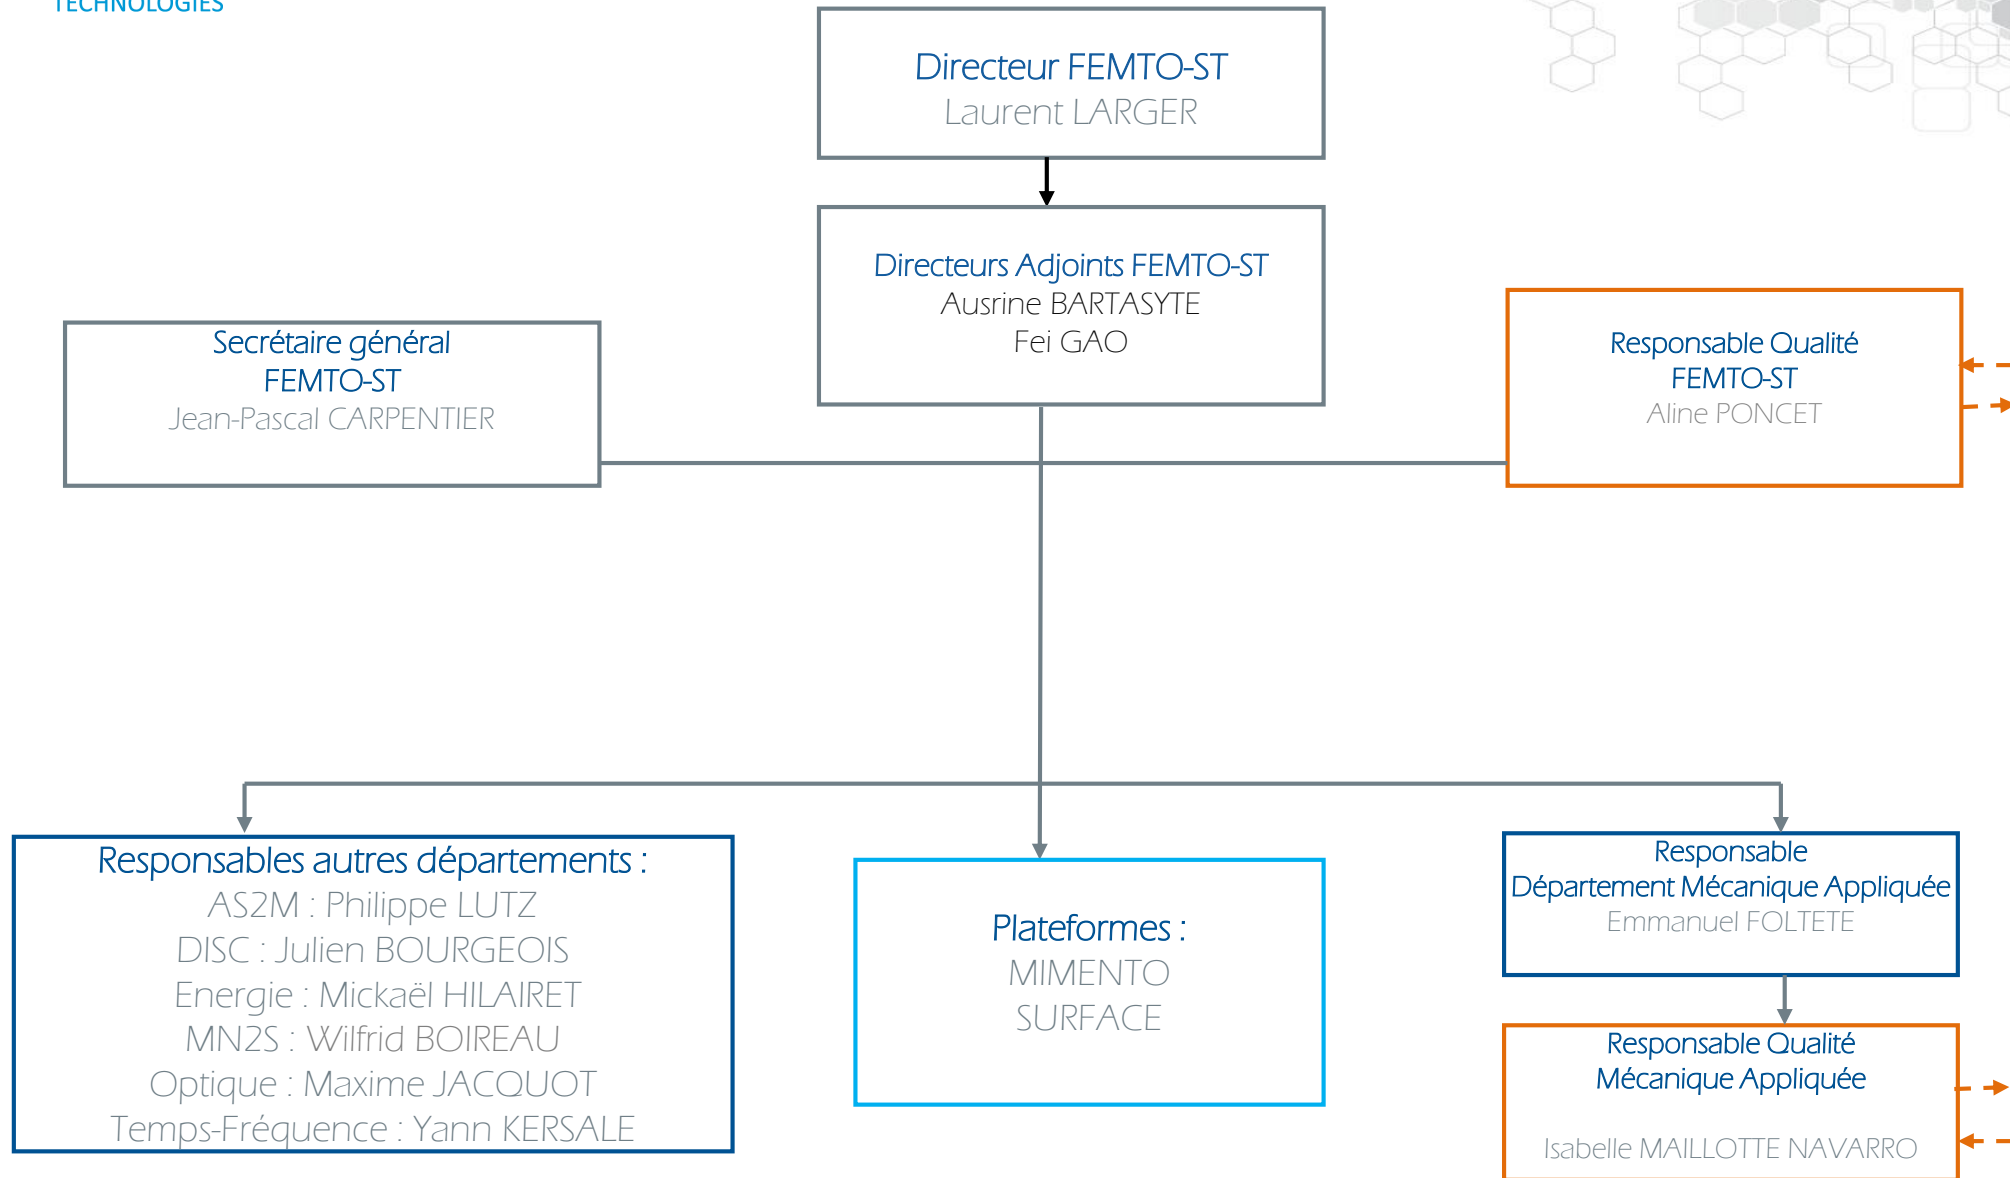 TECHNOLOGIES
Directeur FEMTO-ST
Laurent LARGER
Directeurs Adjoints FEMTO-ST
Ausrine BARTASYTE
Fei GAO
Secrétaire général
FEMTO-ST
Jean-Pascal CARPENTIER
Responsable Qualité
FEMTO-ST
Aline PONCET
Responsables autres départements :
AS2M : Philippe LUTZ
DISC : Julien BOURGEOIS
Energie : Mickaël HILAIRET
MN2S : Wilfrid BOIREAU
Optique : Maxime JACQUOT
Temps-Fréquence : Yann KERSALE
Plateformes :
MIMENTO
SURFACE
Responsable
Département Mécanique Appliquée
Emmanuel FOLTETE
Responsable Qualité
Mécanique Appliquée
Isabelle MAILLOTTE NAVARRO